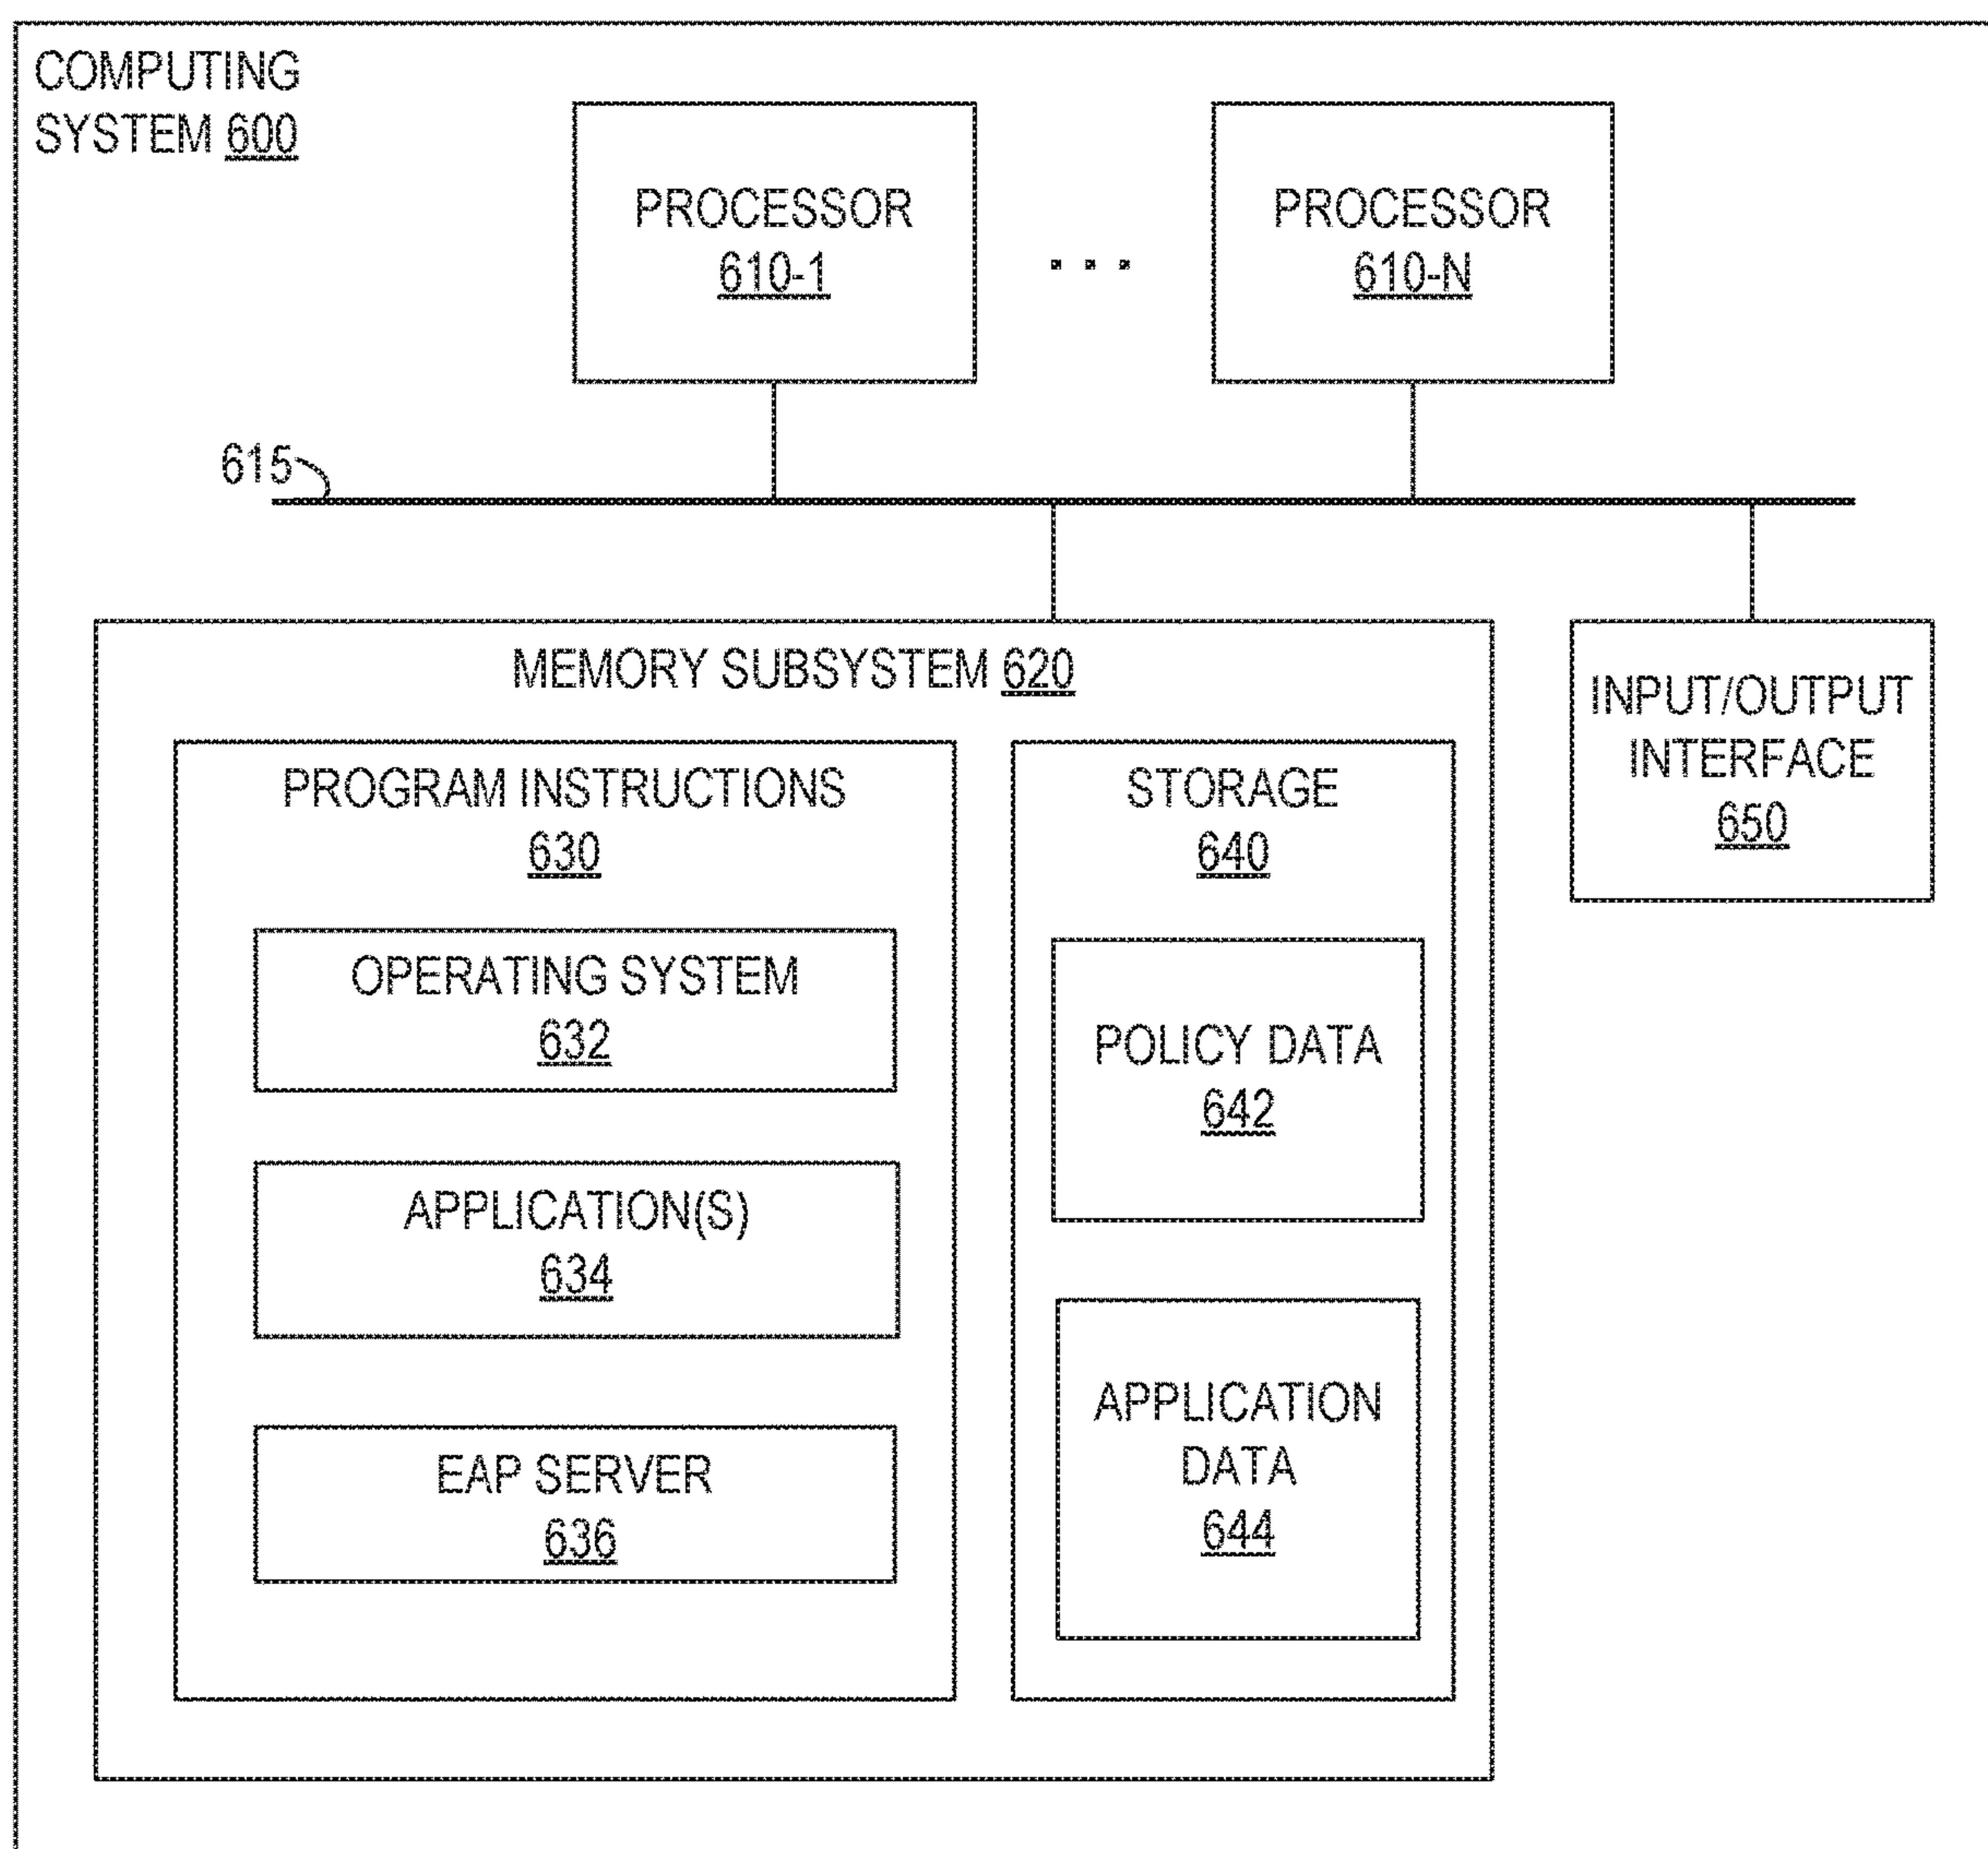 COMPUTING
SYSTEM 600
PROCESSOR
610-1
. . .
PROCESSOR
610-N
615
MEMORY SUBSYSTEM 620
PROGRAM INSTRUCTIONS
630
OPERATING SYSTEM
632
APPLICATION(S)
634
EAP SERVER
636
STORAGE
640
POLICY DATA
642
APPLICATION
DATA
644
INPUT/OUTPUT
INTERFACE
650